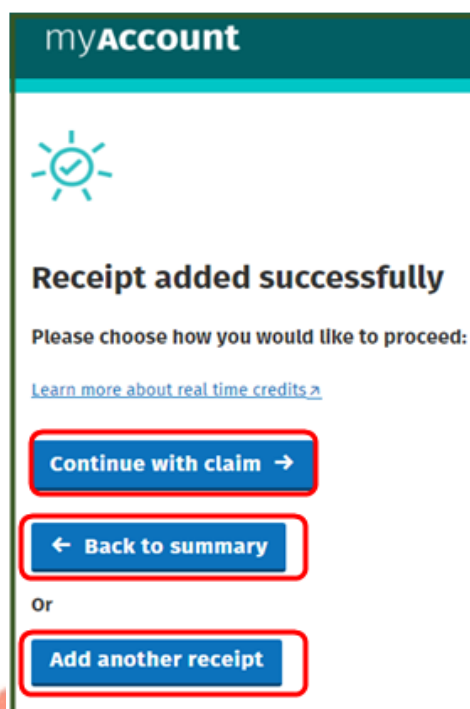 myAccount
Receipt added successfully
Please choose how you would like to proceed:
Learn more about real time credits
Continue with claim →
← Back to summary
Or
Add another receipt